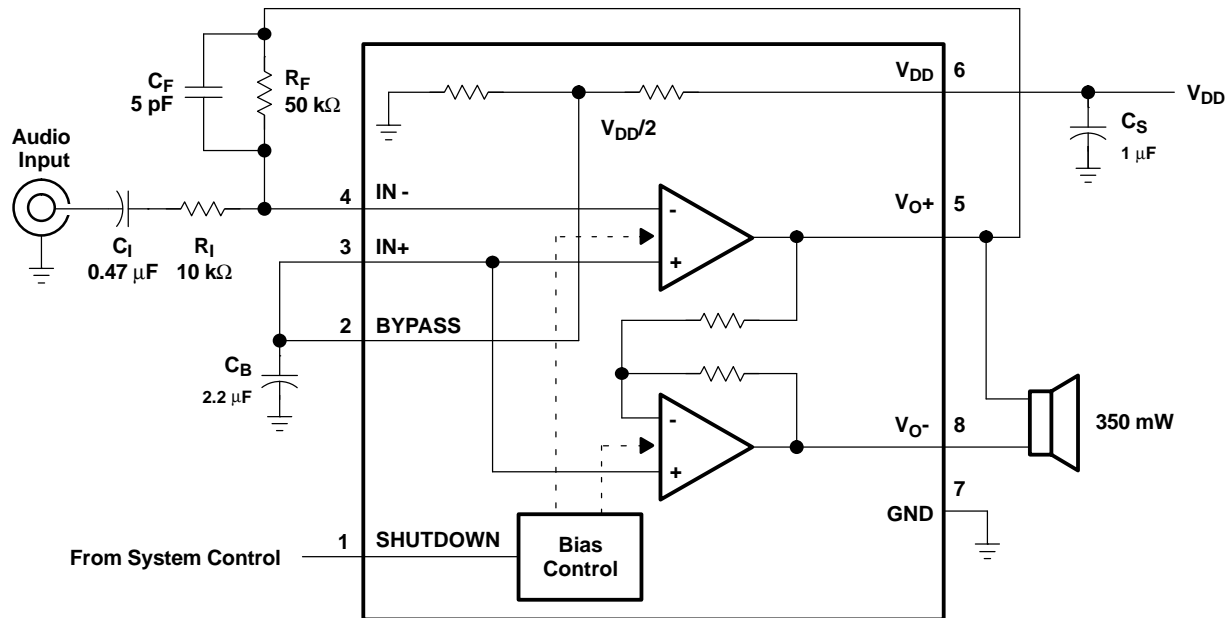 V_DD 6
C_F
5 pF
R_F
50 kΩ
V_DD/2
V_DD
C_S
1 μF
Audio
Input
4 IN -
V_O+ 5
C_I
0.47 μF
R_I
10 kΩ
3 IN+
-
+
2 BYPASS
C_B
2.2 μF
-
+
V_O- 8
350 mW
7
GND
From System Control
1 SHUTDOWN
Bias
Control